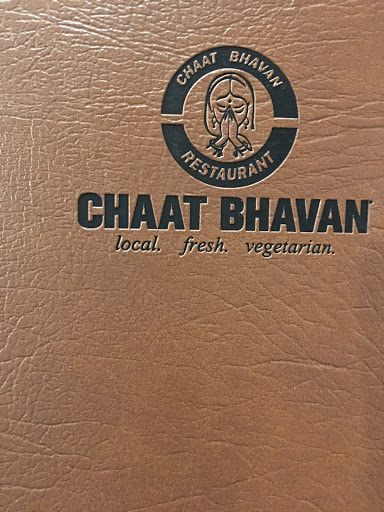 CHAAT BHAVAN
RESTAURANT
CHAAT BHAVAN
local. fresh. vegetarian.